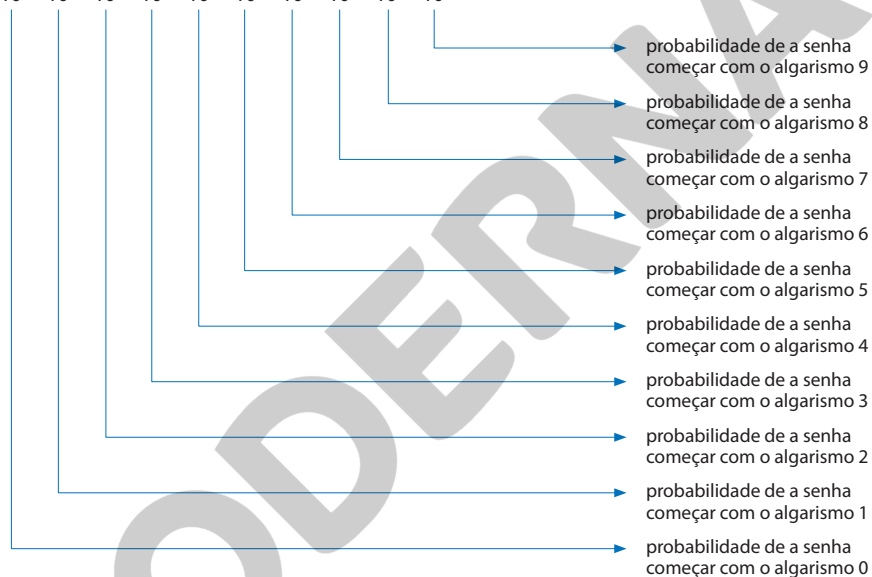 probabilidade de a senha
começar com o algarismo 9
probabilidade de a senha
começar com o algarismo 8
probabilidade de a senha
começar com o algarismo 7
probabilidade de a senha
começar com o algarismo 6
probabilidade de a senha
começar com o algarismo 5
probabilidade de a senha
começar com o algarismo 4
probabilidade de a senha
começar com o algarismo 3
probabilidade de a senha
começar com o algarismo 2
probabilidade de a senha
começar com o algarismo 1
probabilidade de a senha
começar com o algarismo 0
ODERNA